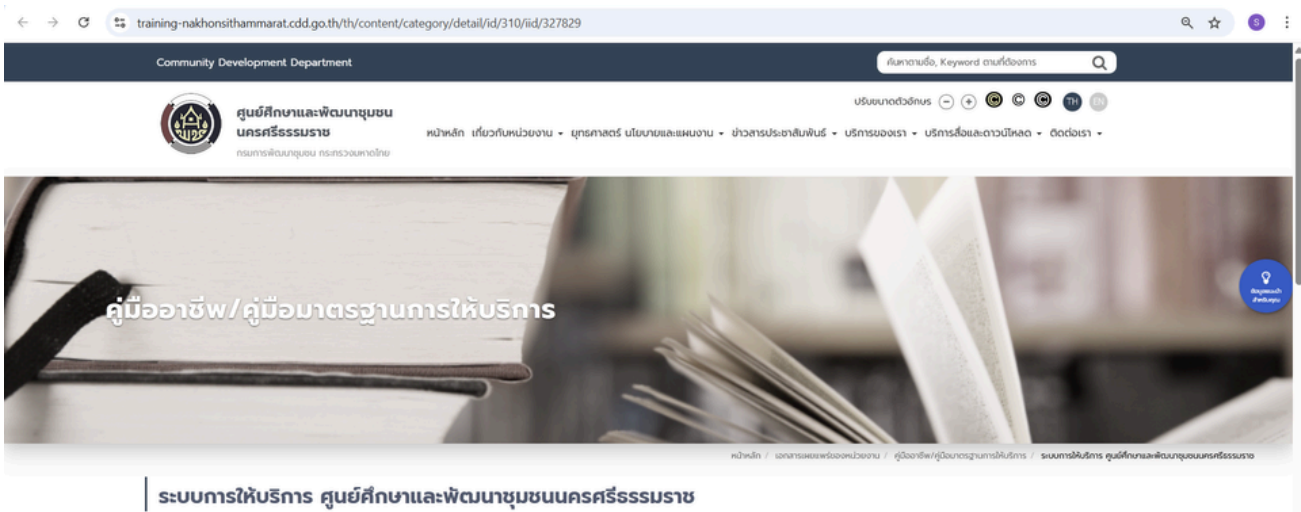 training-nakhonsithammarat.cdd.go.th/th/content/category/detail/id/310/iid/327829
S
Community Development Department
ค้นหาตามชื่อ, Keyword ตามที่ต้องการ
ปรับขนาดตัวอักษร - + C C C TH EN
ศูนย์ศึกษาและพัฒนาชุมชน
นครศรีธรรมราช
กรมการพัฒนาชุมชน กระทรวงมหาดไทย
หน้าหลัก เกี่ยวกับหน่วยงาน ยุทธศาสตร์ นโยบายและแผนงาน ข่าวสารประชาสัมพันธ์ บริการของเรา บริการสื่อและดาวน์โหลด ติดต่อเรา
คู่มืออาชีพ/คู่มือมาตรฐานการให้บริการ
ข้อมูลแนะนำ
สำหรับคุณ
หน้าหลัก / เอกสารเผยแพร่ของหน่วยงาน / คู่มืออาชีพ/คู่มือมาตรฐานการให้บริการ / ระบบการให้บริการ ศูนย์ศึกษาและพัฒนาชุมชนนครศรีธรรมราช
ระบบการให้บริการ ศูนย์ศึกษาและพัฒนาชุมชนนครศรีธรรมราช